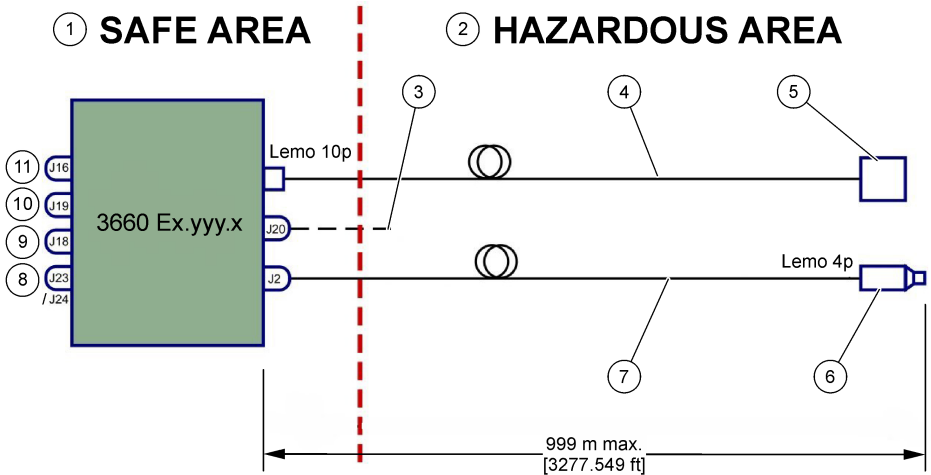 1 SAFE AREA
2 HAZARDOUS AREA
3
4
5
Lemo 10p
11 J16
10 J19
3660 Ex.yyy.x
J20
9 J18
8 J23
/ J24
J2
Lemo 4p
7
6
999 m max.
[3277.549 ft]